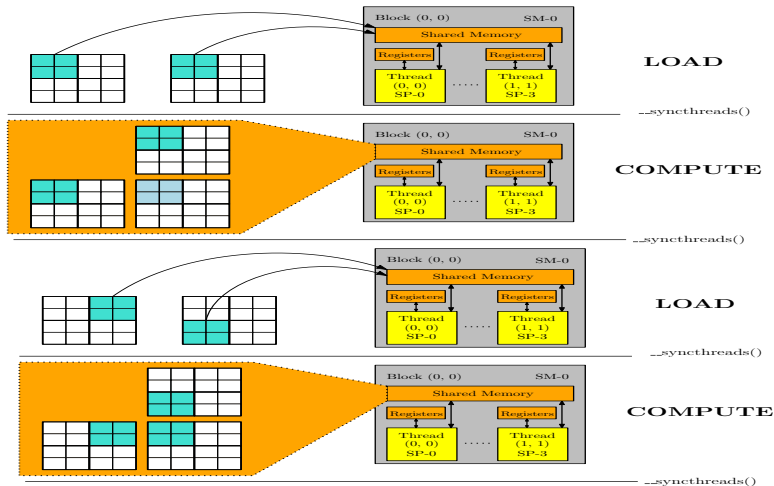 Block (0, 0) SM-0
Shared Memory
Registers Registers
Thread Thread
(0, 0) ..... (1, 1)
SP-0 SP-3
LOAD
__syncthreads()
Block (0, 0) SM-0
Shared Memory
Registers Registers
Thread Thread
(0, 0) ..... (1, 1)
SP-0 SP-3
COMPUTE
__syncthreads()
Block (0, 0) SM-0
Shared Memory
Registers Registers
Thread Thread
(0, 0) ..... (1, 1)
SP-0 SP-3
LOAD
__syncthreads()
Block (0, 0) SM-0
Shared Memory
Registers Registers
Thread Thread
(0, 0) ..... (1, 1)
SP-0 SP-3
COMPUTE
__syncthreads()